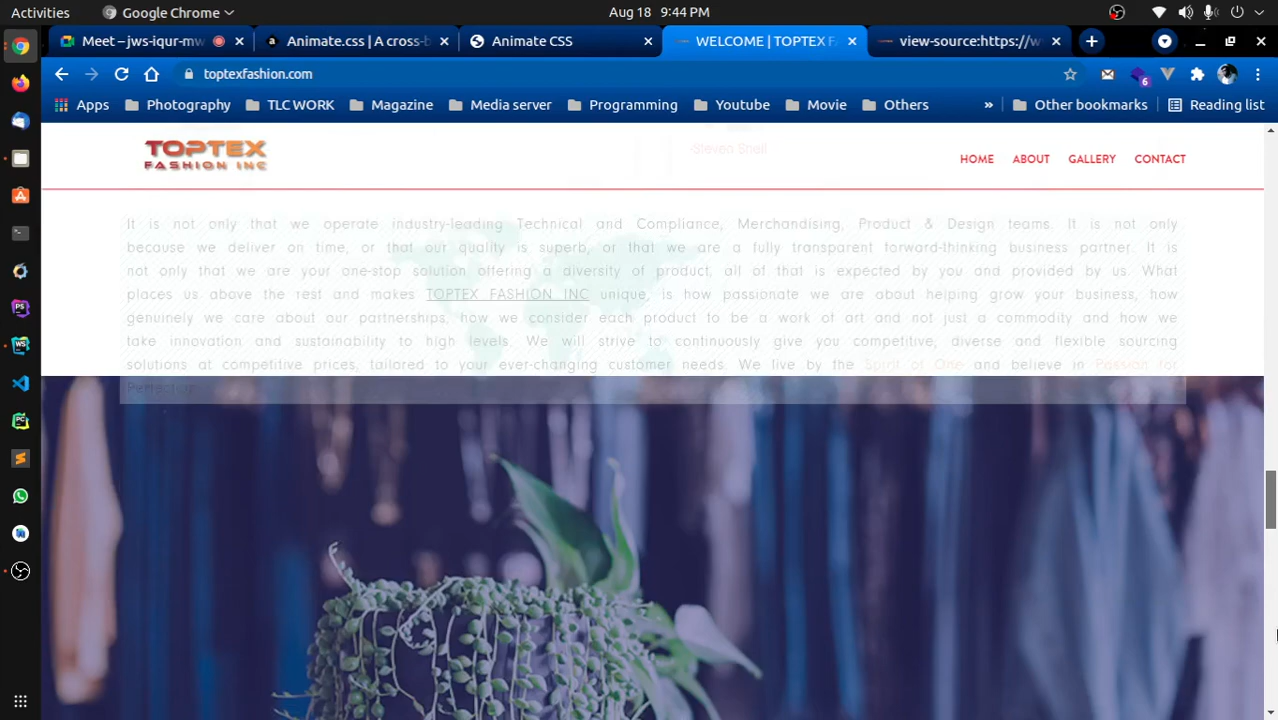 Activities
Google Chrome
Aug 18 9:44 PM
Meet – jws-iqur-mw
Animate.css | A cross-b
Animate CSS
WELCOME | TOPTEX F
view-source:https://w
toptexfashion.com
6
Apps
Photography
TLC WORK
Magazine
Media server
Programming
Youtube
Movie
Others
»
Other bookmarks
Reading list
TOPTEX
FASHION INC
HOME
ABOUT
GALLERY
CONTACT
Steven Snell
It is not only that we operate industry-leading Technical and Compliance, Merchandising, Product & Design teams. It is not only
because we deliver on time, or that our quality is superb, or that we are a fully transparent forward-thinking business partner. It is
not only that we are your one-stop solution offering a diversity of product, all of that is expected by you and provided by us. What
places us above the rest and makes TOPTEX FASHION INC unique, is how passionate we are about helping grow your business, how
genuinely we care about our partnerships, how we consider each product to be a work of art and not just a commodity and how we
take innovation and sustainability to high levels. We will strive to continuously give you competitive, diverse and flexible sourcing
solutions at competitive prices, tailored to your ever-changing customer needs. We live by the Spirit of One and believe in Passion for
Perfection